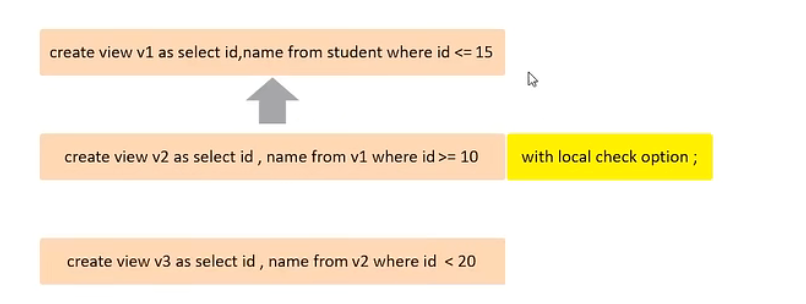 create view v1 as select id,name from student where id <= 15
create view v2 as select id , name from v1 where id >= 10 with local check option ;
create view v3 as select id , name from v2 where id < 20